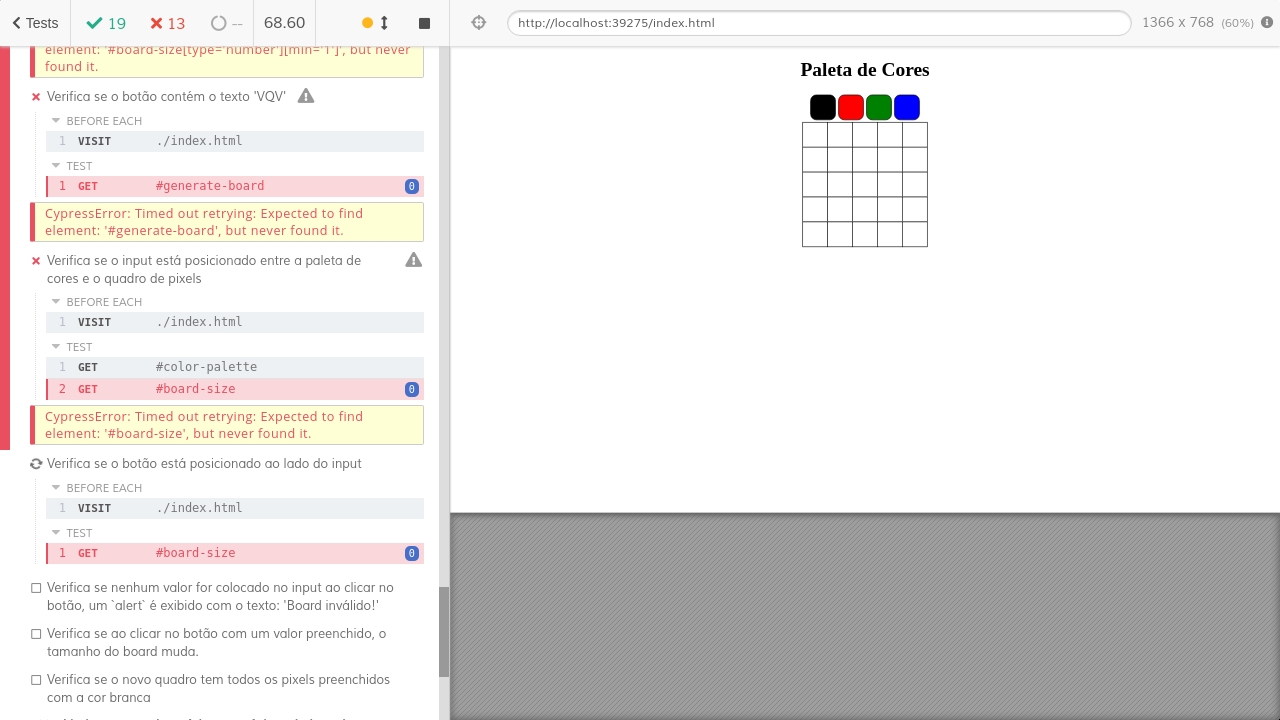 Tests 19 13 -- 68.60
http://localhost:39275/index.html 1366 x 768 (60%)
element: '#board-size[type='number'][min='1']', but never
found it.
Verifica se o botão contém o texto 'VQV'
BEFORE EACH
1 VISIT ./index.html
TEST
1 GET #generate-board 0
CypressError: Timed out retrying: Expected to find
element: '#generate-board', but never found it.
Verifica se o input está posicionado entre a paleta de
cores e o quadro de pixels
BEFORE EACH
1 VISIT ./index.html
TEST
1 GET #color-palette
2 GET #board-size 0
CypressError: Timed out retrying: Expected to find
element: '#board-size', but never found it.
Verifica se o botão está posicionado ao lado do input
BEFORE EACH
1 VISIT ./index.html
TEST
1 GET #board-size 0
Verifica se nenhum valor for colocado no input ao clicar no
botão, um `alert` é exibido com o texto: 'Board inválido!'
Verifica se ao clicar no botão com um valor preenchido, o
tamanho do board muda.
Verifica se o novo quadro tem todos os pixels preenchidos
com a cor branca
Paleta de Cores